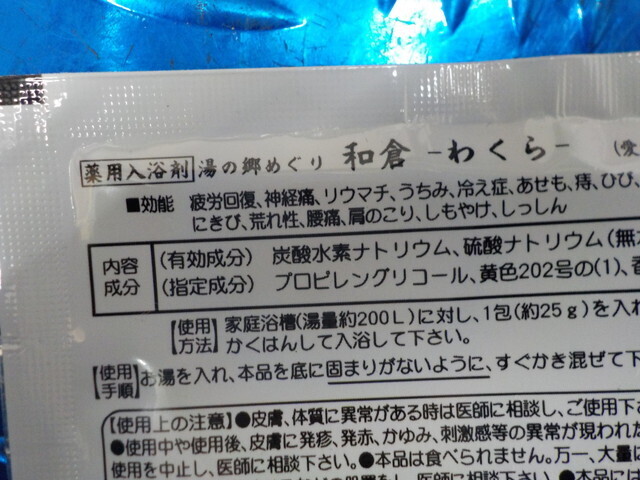 薬用入浴剤 湯の郷めぐり 和倉 -わくら- (愛
■効能 疲労回復、神経痛、リウマチ、うちみ、冷え症、あせも、痔、ひび、
にきび、荒れ性、腰痛、肩のこり、しもやけ、しっしん
内容成分 (有効成分) 炭酸水素ナトリウム、硫酸ナトリウム(無
(指定成分) プロピレングリコール、黄色202号の(1)、香
【使用方法】 家庭浴槽(湯量約200L)に対し、1包(約25g)を入れ
かくはんして入浴して下さい。
【使用手順】 お湯を入れ、本品を底に固まりがないように、すぐかき混ぜて下
【使用上の注意】●皮膚、体質に異常がある時は医師に相談し、ご使用下さ
●使用中や使用後、皮膚に発疹、発赤、かゆみ、刺激感等の異常が現われた
使用を中止し、医師に相談下さい。●本品は食べられません。万一、大量に